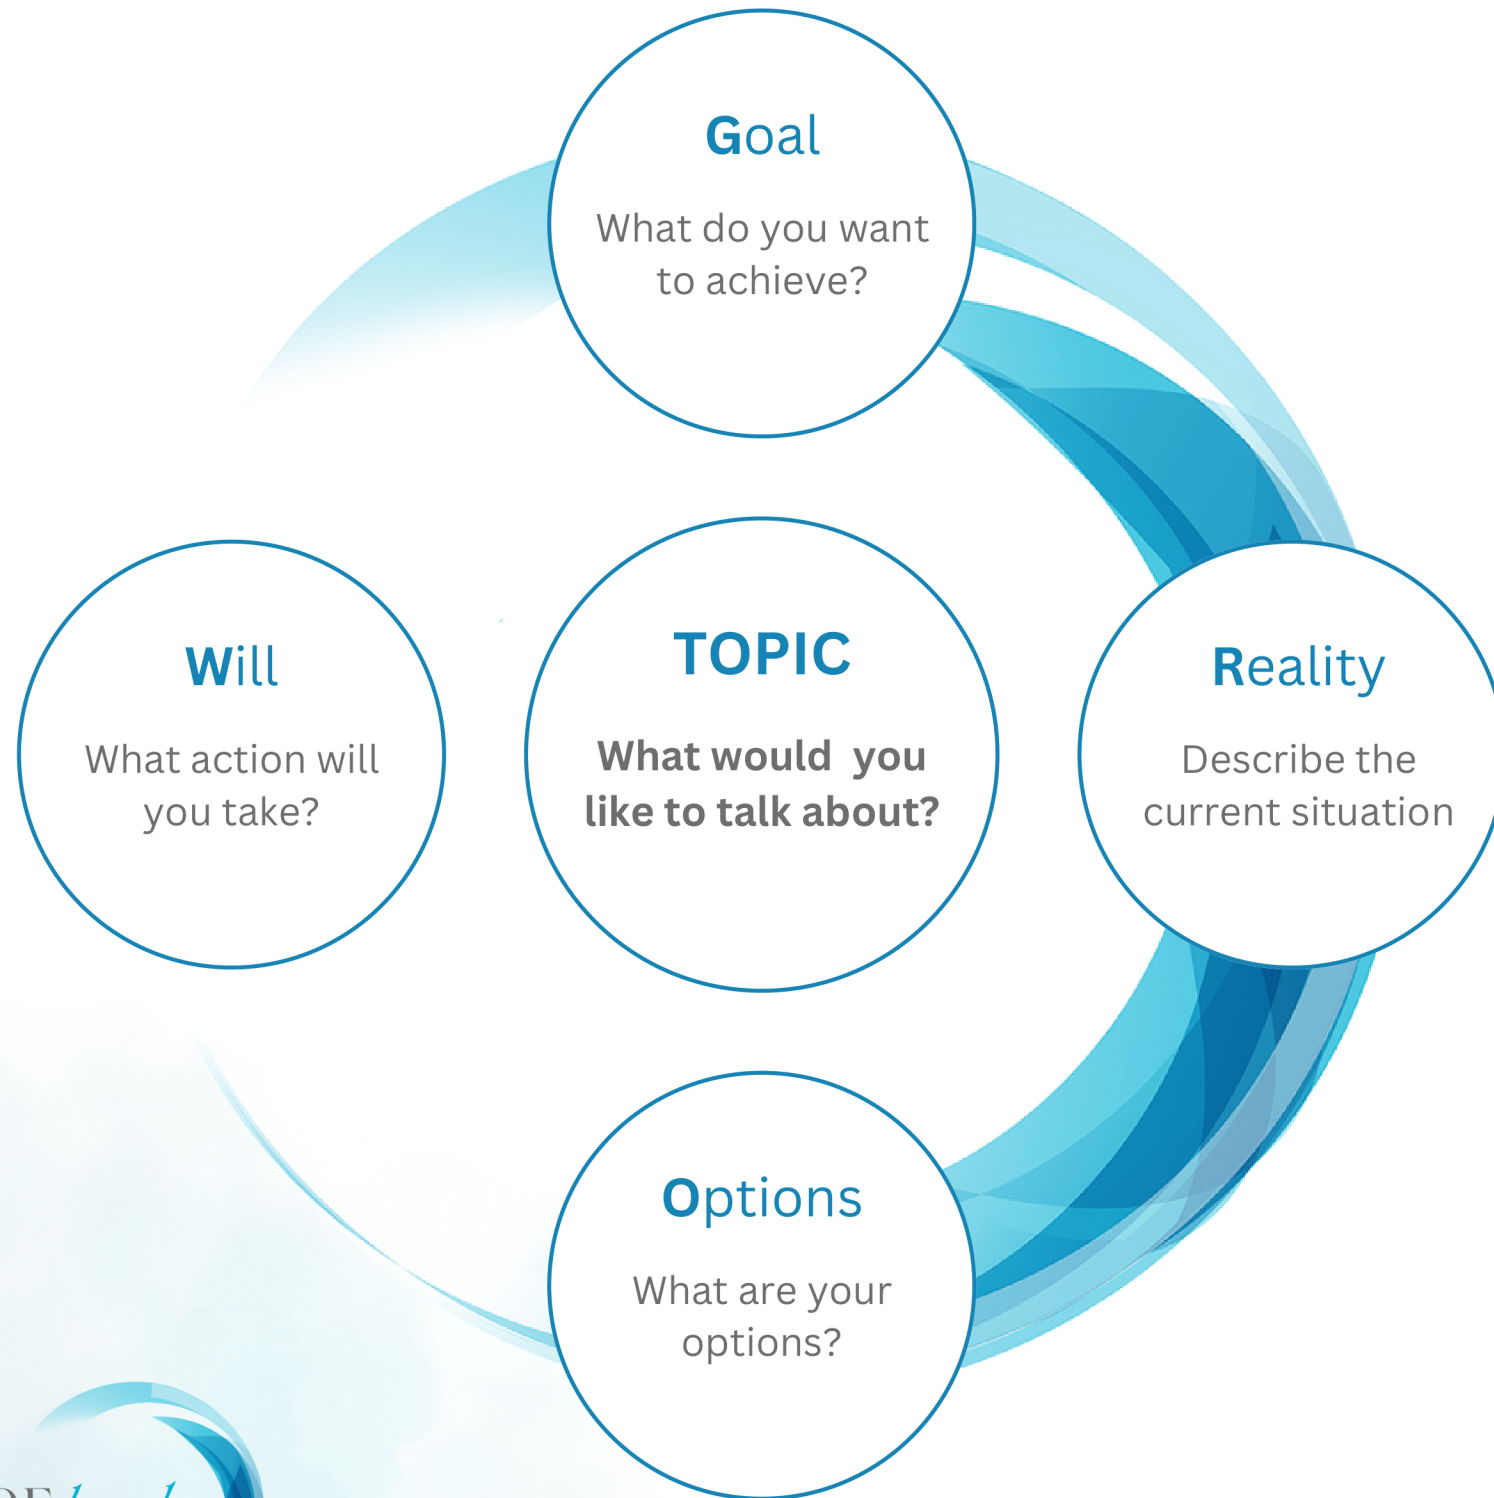 Goal
What do you want
to achieve?
Will
What action will
you take?
TOPIC
What would you
like to talk about?
Reality
Describe the
current situation
Options
What are your
options?